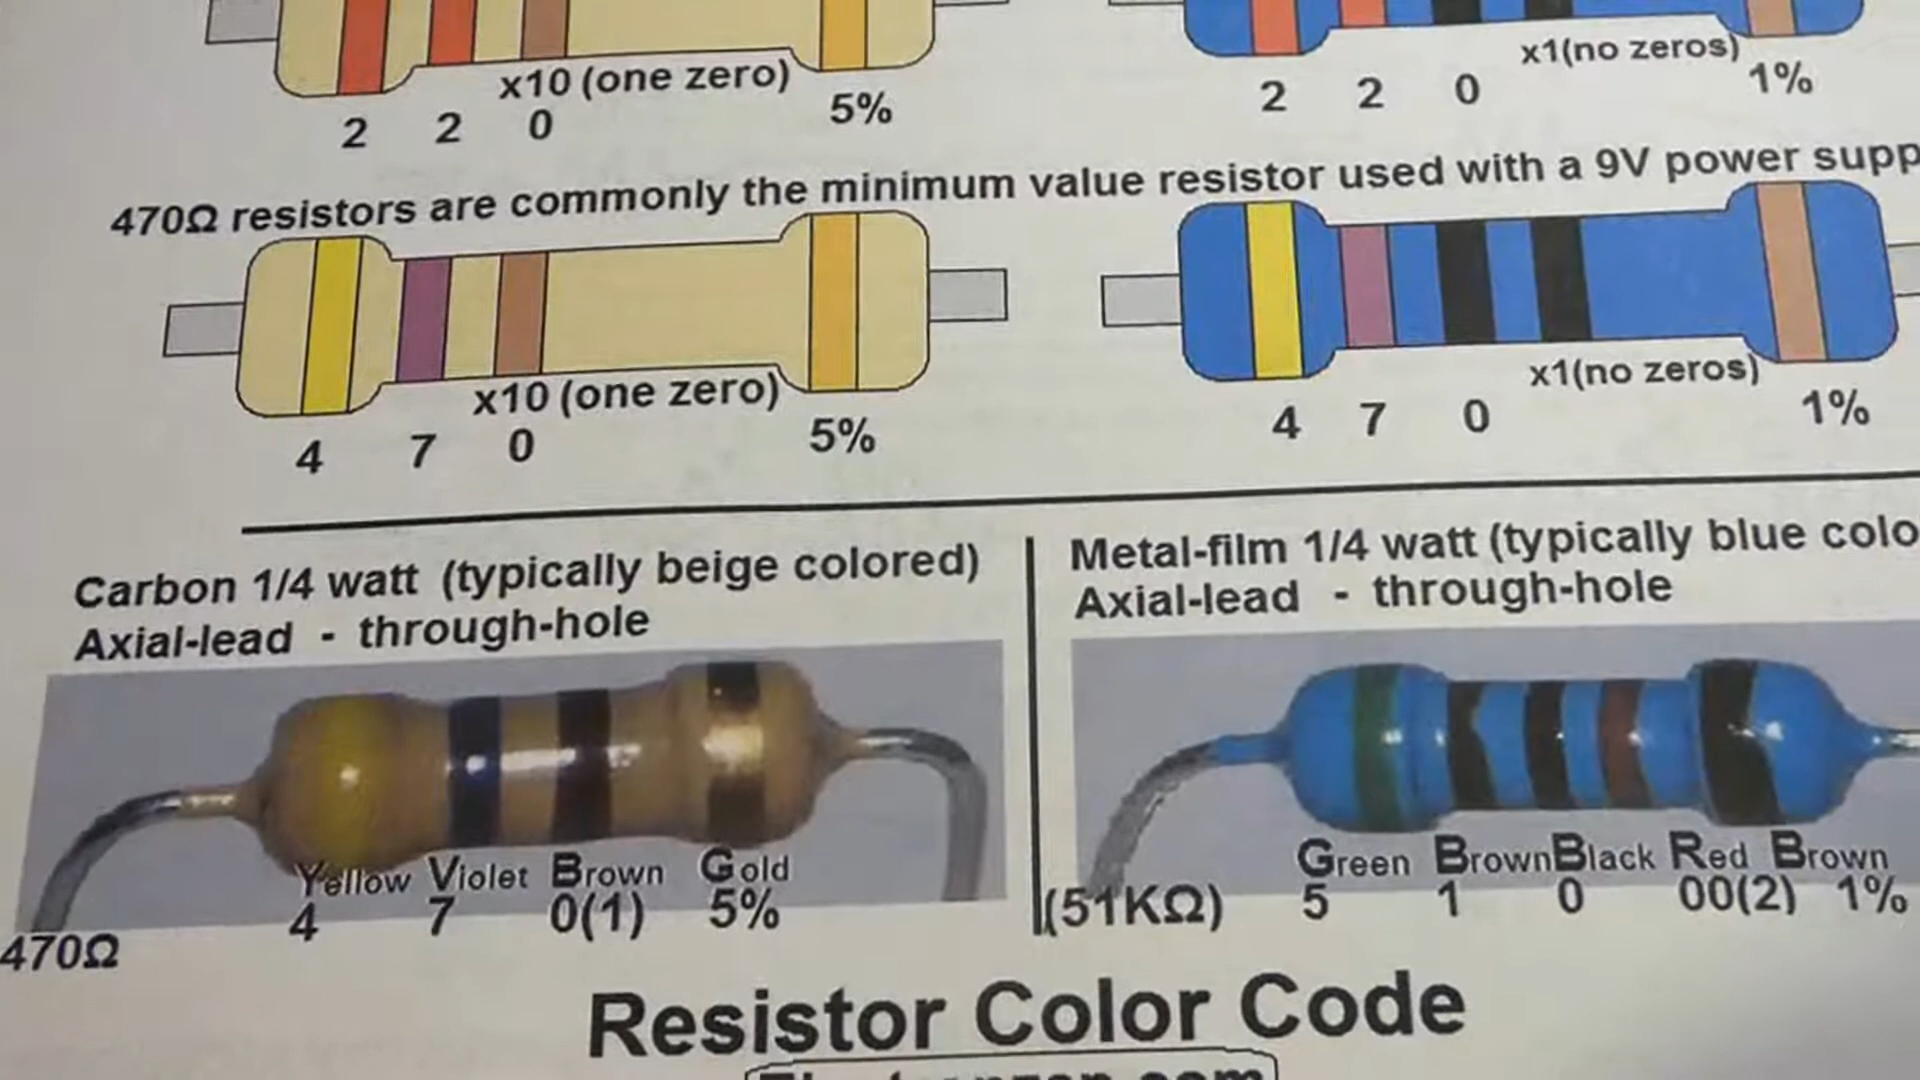 x10 (one zero)
2 2 0 5%
x1(no zeros)
2 2 0 1%
470Ω resistors are commonly the minimum value resistor used with a 9V power
x10 (one zero)
4 7 0 5%
x1(no zeros)
4 7 0 1%
Carbon 1/4 watt (typically beige colored)
Axial-lead - through-hole
Metal-film 1/4 watt (typically blue
Axial-lead - through-hole
Yellow Violet Brown Gold
4 7 0(1) 5%
470Ω
Green Brown Black Red Brown
(51KΩ) 5 1 0 00(2) 1%
Resistor Color Code